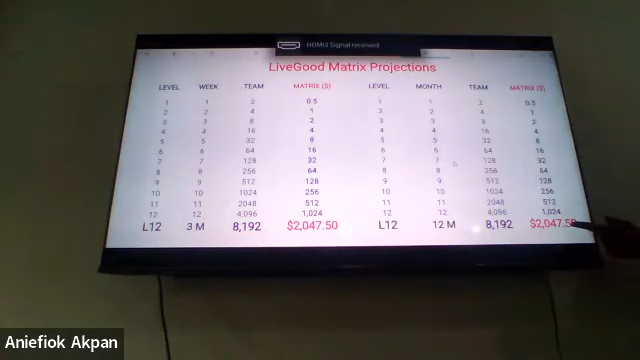 HDMI3 Signal received
LiveGood Matrix Projections
LEVEL WEEK TEAM MATRIX ($) LEVEL MONTH TEAM MATRIX ($)
1 1 2 0.5 1 1 2 0.5
2 2 4 1 2 2 4 1
3 3 8 2 3 3 8 2
4 4 16 4 4 4 16 4
5 5 32 8 5 5 32 8
6 6 64 16 6 6 64 16
7 7 128 32 7 7 128 32
8 8 256 64 8 8 256 64
9 9 512 128 9 9 512 128
10 10 1024 256 10 10 1024 256
11 11 2048 512 11 11 2048 512
12 12 4,096 1,024 12 12 4,096 1,024
L12 3 M 8,192 $2,047.50 L12 12 M 8,192 $2,047.50
Aniefiok Akpan